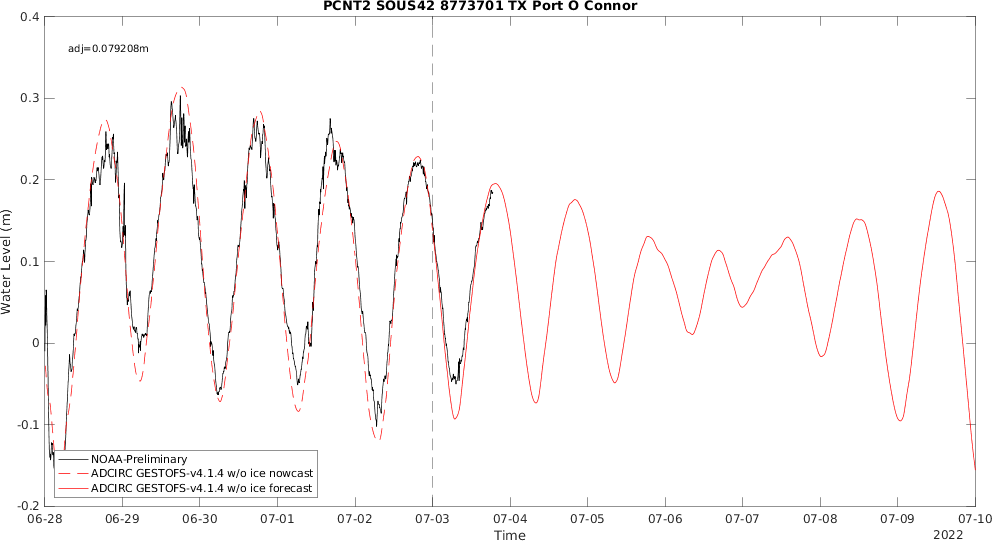 PCNT2 SOUS42 8773701 TX Port O Connor
0.4
adj=0.079208m
0.3
0.2
0.1
0
-0.1
-0.2
Water Level (m)
NOAA-Preliminary
ADCIRC GESTOFS-v4.1.4 w/o ice nowcast
ADCIRC GESTOFS-v4.1.4 w/o ice forecast
06-28 06-29 06-30 07-01 07-02 07-03 07-04 07-05 07-06 07-07 07-08 07-09 07-10
Time
2022